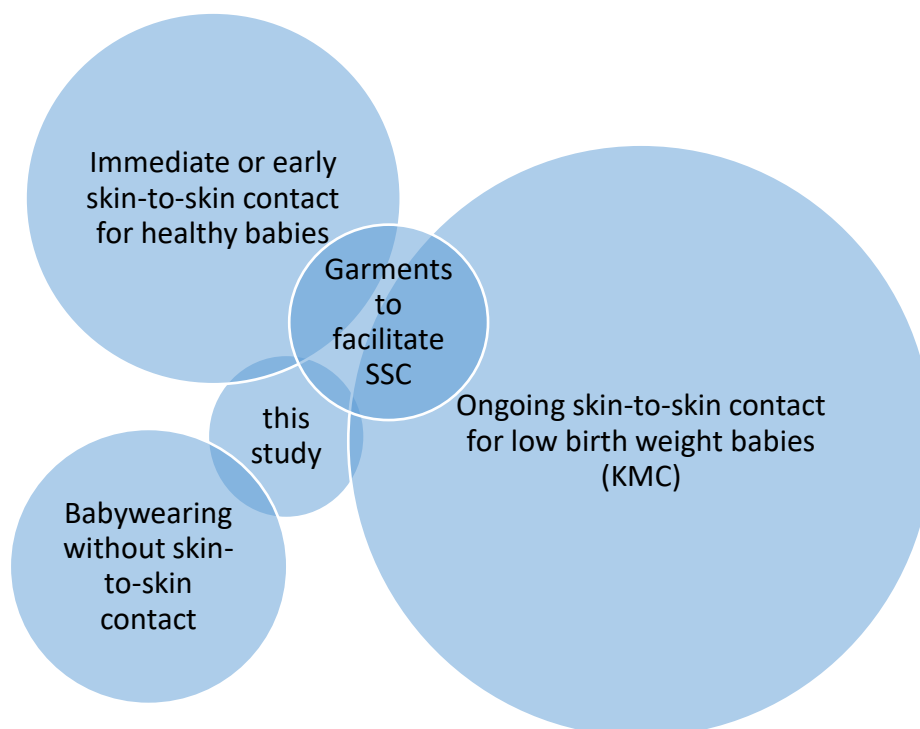 Immediate or early
skin-to-skin contact
for healthy babies
Garments
to
facilitate
SSC
Ongoing skin-to-skin contact
for low birth weight babies
(KMC)
this
study
Babywearing
without skin-
to-skin
contact